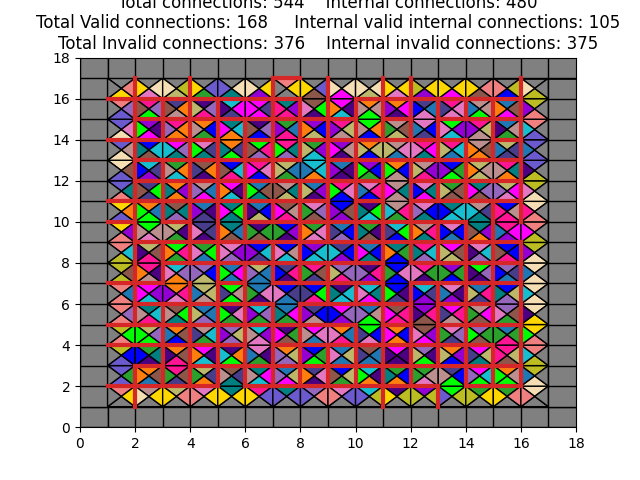 Total connections: 544    Internal connections: 480
Total Valid connections: 168     Internal valid internal connections: 105
Total Invalid connections: 376    Internal invalid connections: 375
18
16
14
12
10
8
6
4
2
0
0 2 4 6 8 10 12 14 16 18